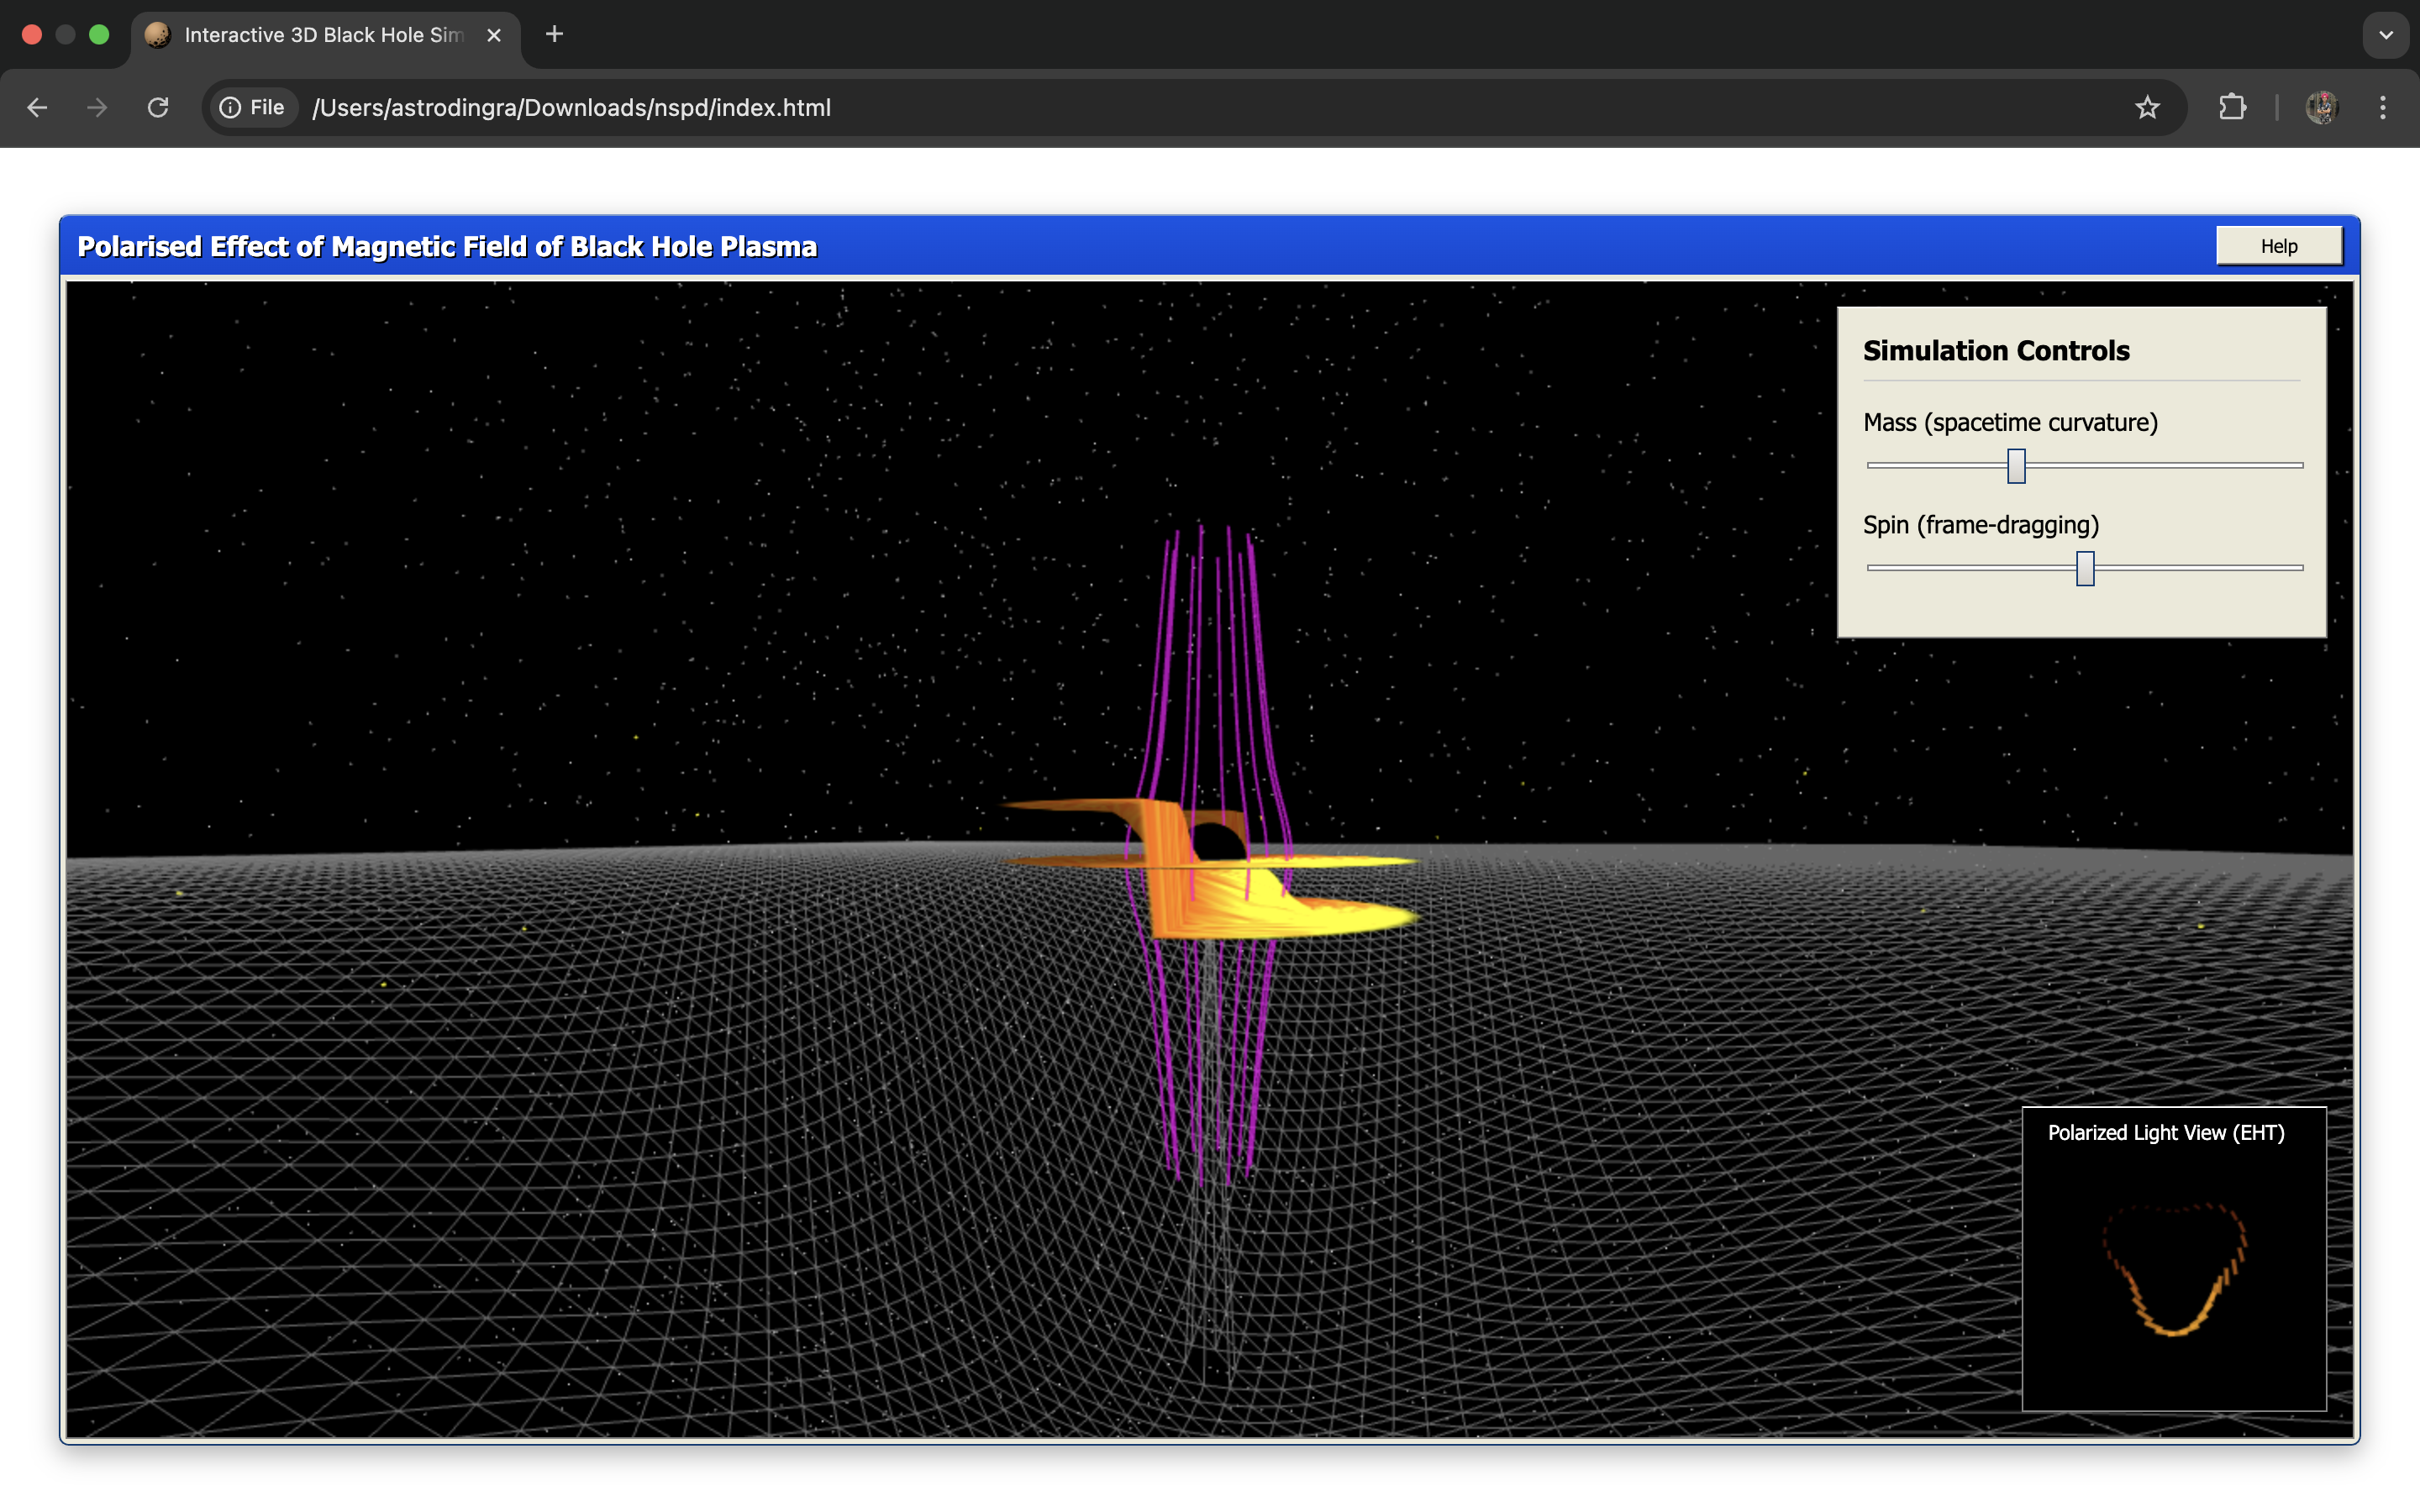 Interactive 3D Black Hole Sim
File
/Users/astrodingra/Downloads/nspd/index.html
Polarised Effect of Magnetic Field of Black Hole Plasma
Help
Simulation Controls
Mass (spacetime curvature)
Spin (frame-dragging)
Polarized Light View (EHT)